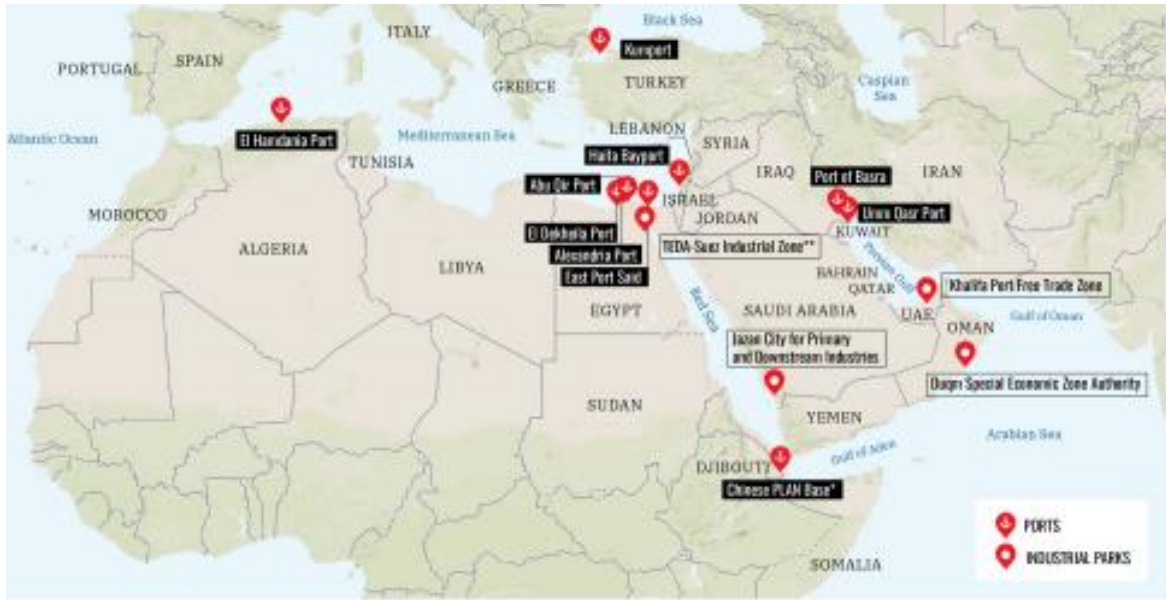 Black Sea
ITALY
Kumport
SPAIN
PORTUGAL
GREECE
TURKEY
Caspian
Sea
El Hamdania Port
Atlantic Ocean
Mediterranean Sea
LEBANON
SYRIA
TUNISIA
Haifa Bayport
IRAQ
IRAN
Port of Basra
Abu Qir Port
ISRAEL
Umm Qasr Port
MOROCCO
JORDAN
KUWAIT
El Dekheila Port
ALGERIA
TEDA-Suez Industrial Zone**
Alexandria Port
LIBYA
East Port Said
Persian Gulf
BAHRAIN
QATAR
Khalifa Port Free Trade Zone
Red Sea
EGYPT
SAUDI ARABIA
UAE
Gulf of Oman
OMAN
Jazan City for Primary
and Downstream Industries
Duqm Special Economic Zone Authority
SUDAN
YEMEN
Arabian Sea
Gulf of Aden
DJIBOUTI
Chinese PLAN Base*
PORTS
INDUSTRIAL PARKS
SOMALIA